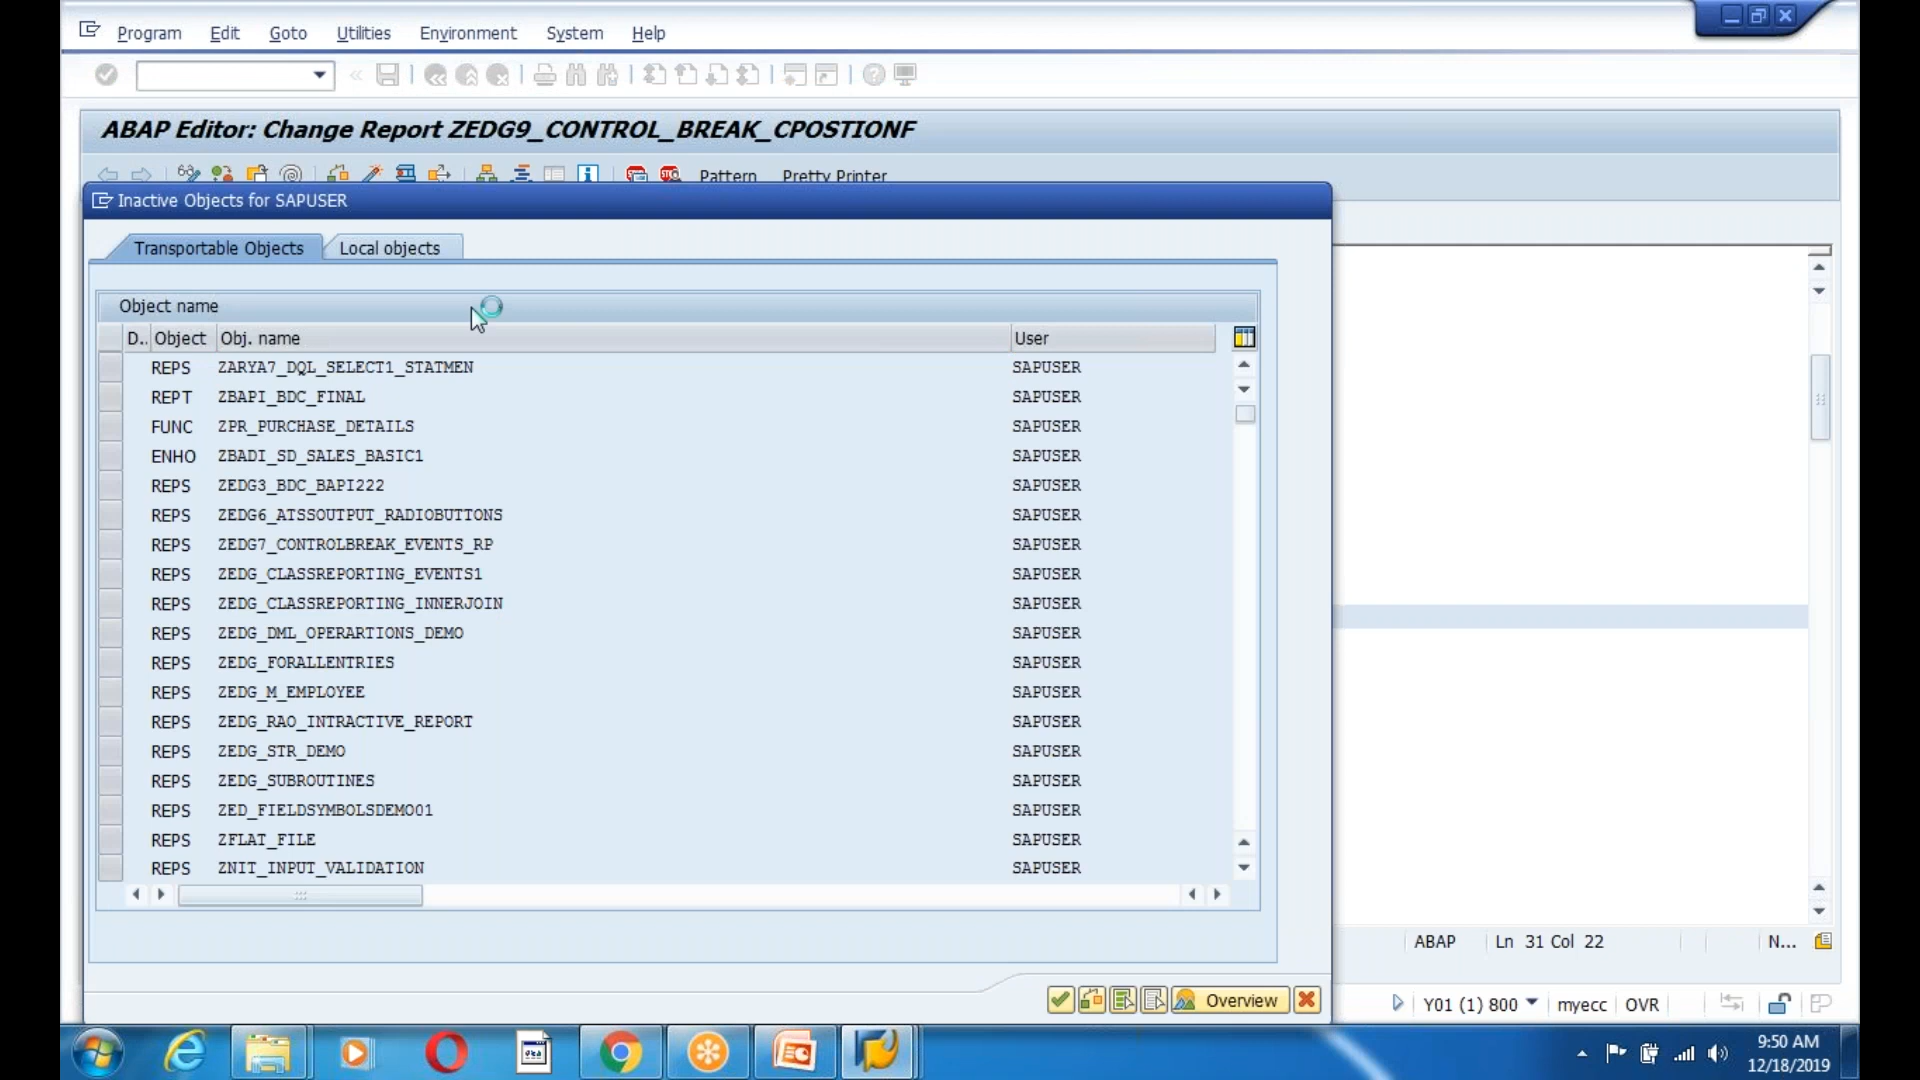 Program Edit Goto Utilities Environment System Help
ABAP Editor: Change Report ZEDG9_CONTROL_BREAK_CPOSTIONF
Pattern Pretty Printer
Inactive Objects for SAPUSER
Transportable Objects Local objects
Object name
D.. Object Obj. name User
REPS ZARYA7_DQL_SELECT1_STATMEN SAPUSER
REPT ZBAPI_BDC_FINAL SAPUSER
FUNC ZPR_PURCHASE_DETAILS SAPUSER
ENHO ZBADI_SD_SALES_BASIC1 SAPUSER
REPS ZEDG3_BDC_BAPI222 SAPUSER
REPS ZEDG6_ATSSOUTPUT_RADIOBUTTONS SAPUSER
REPS ZEDG7_CONTROLBREAK_EVENTS_RP SAPUSER
REPS ZEDG_CLASSREPORTING_EVENTS1 SAPUSER
REPS ZEDG_CLASSREPORTING_INNERJOIN SAPUSER
REPS ZEDG_DML_OPERARTIONS_DEMO SAPUSER
REPS ZEDG_FORALLENTRIES SAPUSER
REPS ZEDG_M_EMPLOYEE SAPUSER
REPS ZEDG_RAO_INTRACTIVE_REPORT SAPUSER
REPS ZEDG_STR_DEMO SAPUSER
REPS ZEDG_SUBROUTINES SAPUSER
REPS ZED_FIELDSYMBOLSDEMO01 SAPUSER
REPS ZFLAT_FILE SAPUSER
REPS ZNIT_INPUT_VALIDATION SAPUSER
ABAP Ln 31 Col 22 N...
Overview
Y01 (1) 800 myecc OVR
9:50 AM
12/18/2019